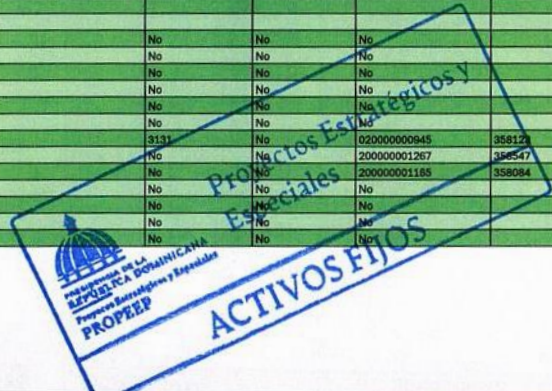 No No No
No No No
No No No
No No No
No No No
No No No
3131 No 020000000945 358128
No No 200000001267 358547
No No 200000001165 358084
No No No
No No No
No No No
No No No
Proyectos Estratégicos y
Especiales
PRESIDENCIA DE LA
REPÚBLICA DOMINICANA
Proyectos Estratégicos y Especiales
PROPEEP
ACTIVOS FIJOS